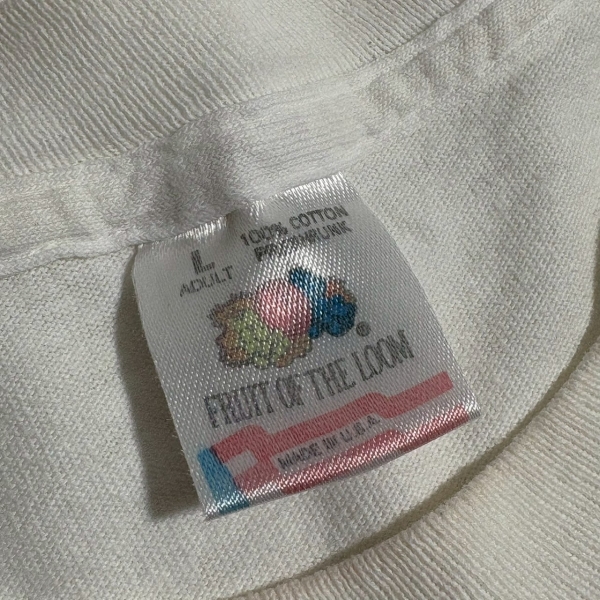 L
ADULT
100% COTTON
PRESHRUNK
®
FRUIT OF THE LOOM
MADE IN U.S.A.